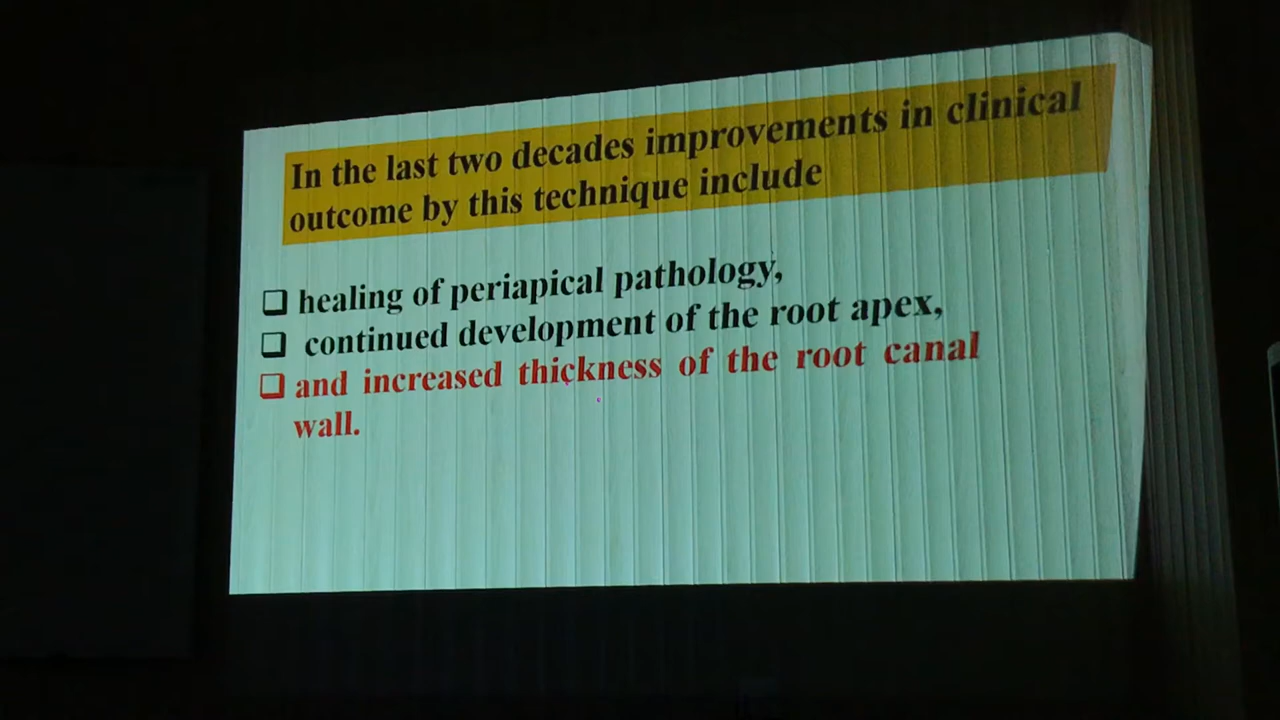 In the last two decades improvements in clinical
outcome by this technique include
❑ healing of periapical pathology,
❑ continued development of the root apex,
❑ and increased thickness of the root canal
wall.